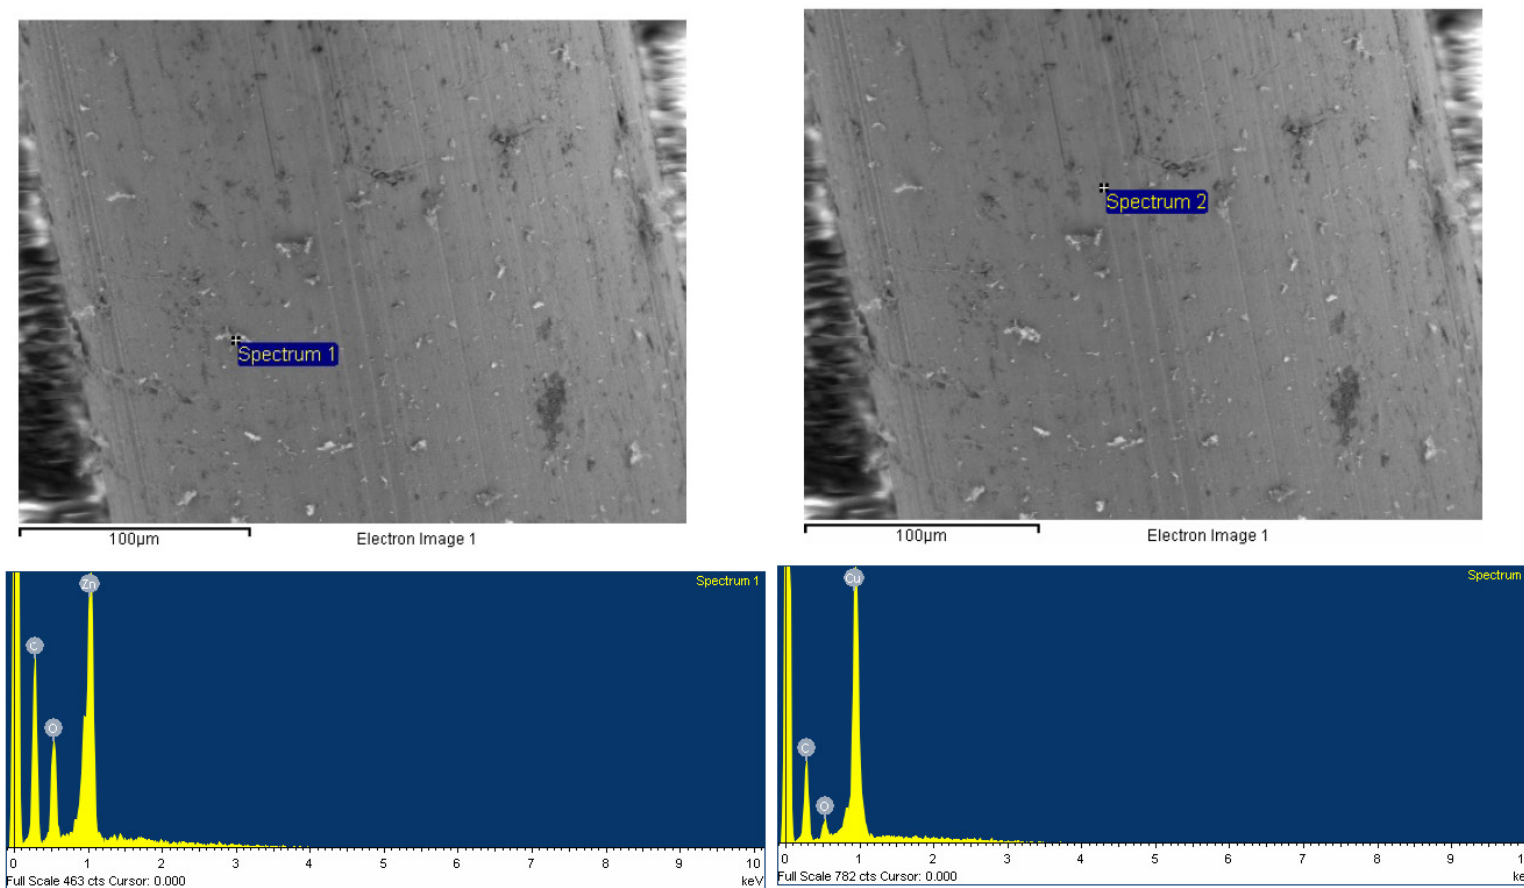 Spectrum 1
Spectrum 2
100µm
Electron Image 1
100µm
Electron Image 1
Spectrum 1
Zn
C
O
0 1 2 3 4 5 6 7 8 9 10
Full Scale 463 cts Cursor: 0.000
keV
Spectrum
Cu
C
O
0 1 2 3 4 5 6 7 8 9 1
Full Scale 782 cts Cursor: 0.000
ke